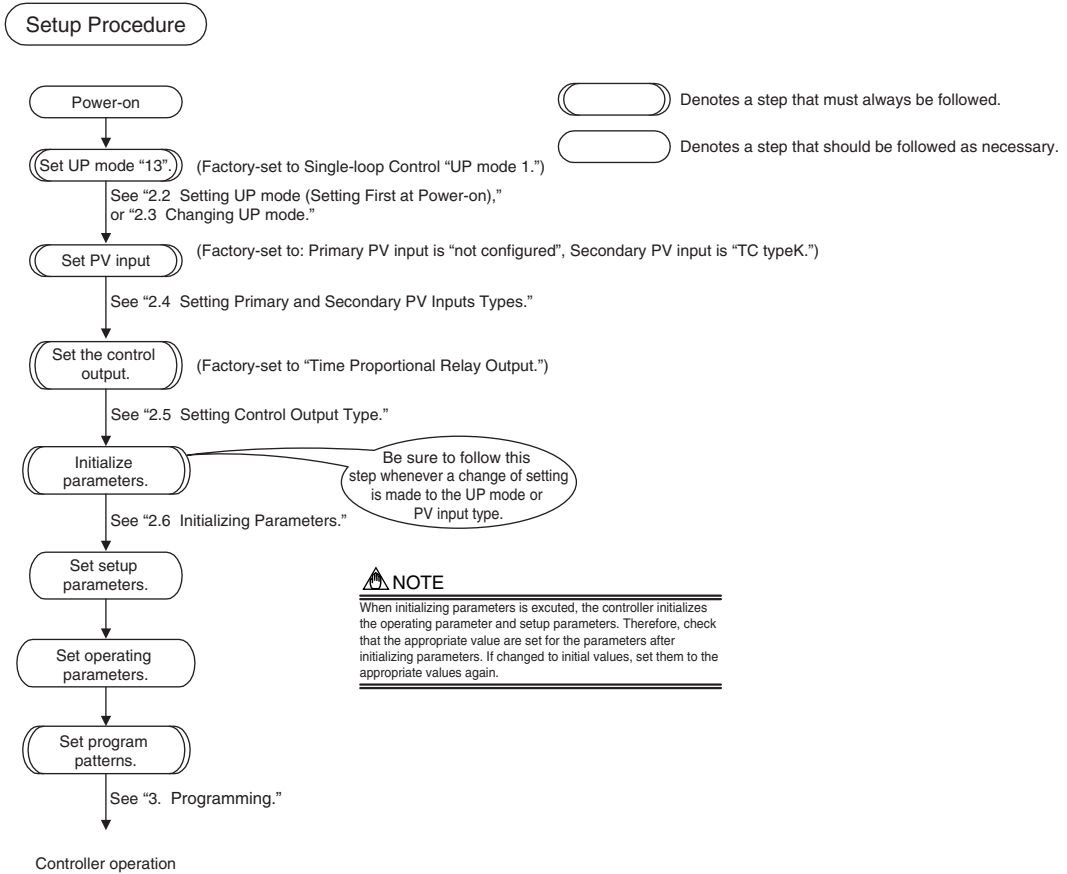 Setup Procedure
Power-on
Denotes a step that must always be followed.
Set UP mode “13”.
(Factory-set to Single-loop Control “UP mode 1.”)
Denotes a step that should be followed as necessary.
See “2.2 Setting UP mode (Setting First at Power-on),”
or “2.3 Changing UP mode.”
Set PV input
(Factory-set to: Primary PV input is “not configured”, Secondary PV input is “TC typeK.”)
See “2.4 Setting Primary and Secondary PV Inputs Types.”
Set the control
output.
(Factory-set to “Time Proportional Relay Output.”)
See “2.5 Setting Control Output Type.”
Initialize
parameters.
Be sure to follow this
step whenever a change of setting
is made to the UP mode or
PV input type.
See “2.6 Initializing Parameters.”
Set setup
parameters.
NOTE
When initializing parameters is excuted, the controller initializes
the operating parameter and setup parameters. Therefore, check
that the appropriate value are set for the parameters after
initializing parameters. If changed to initial values, set them to the
appropriate values again.
Set operating
parameters.
Set program
patterns.
See “3. Programming.”
Controller operation